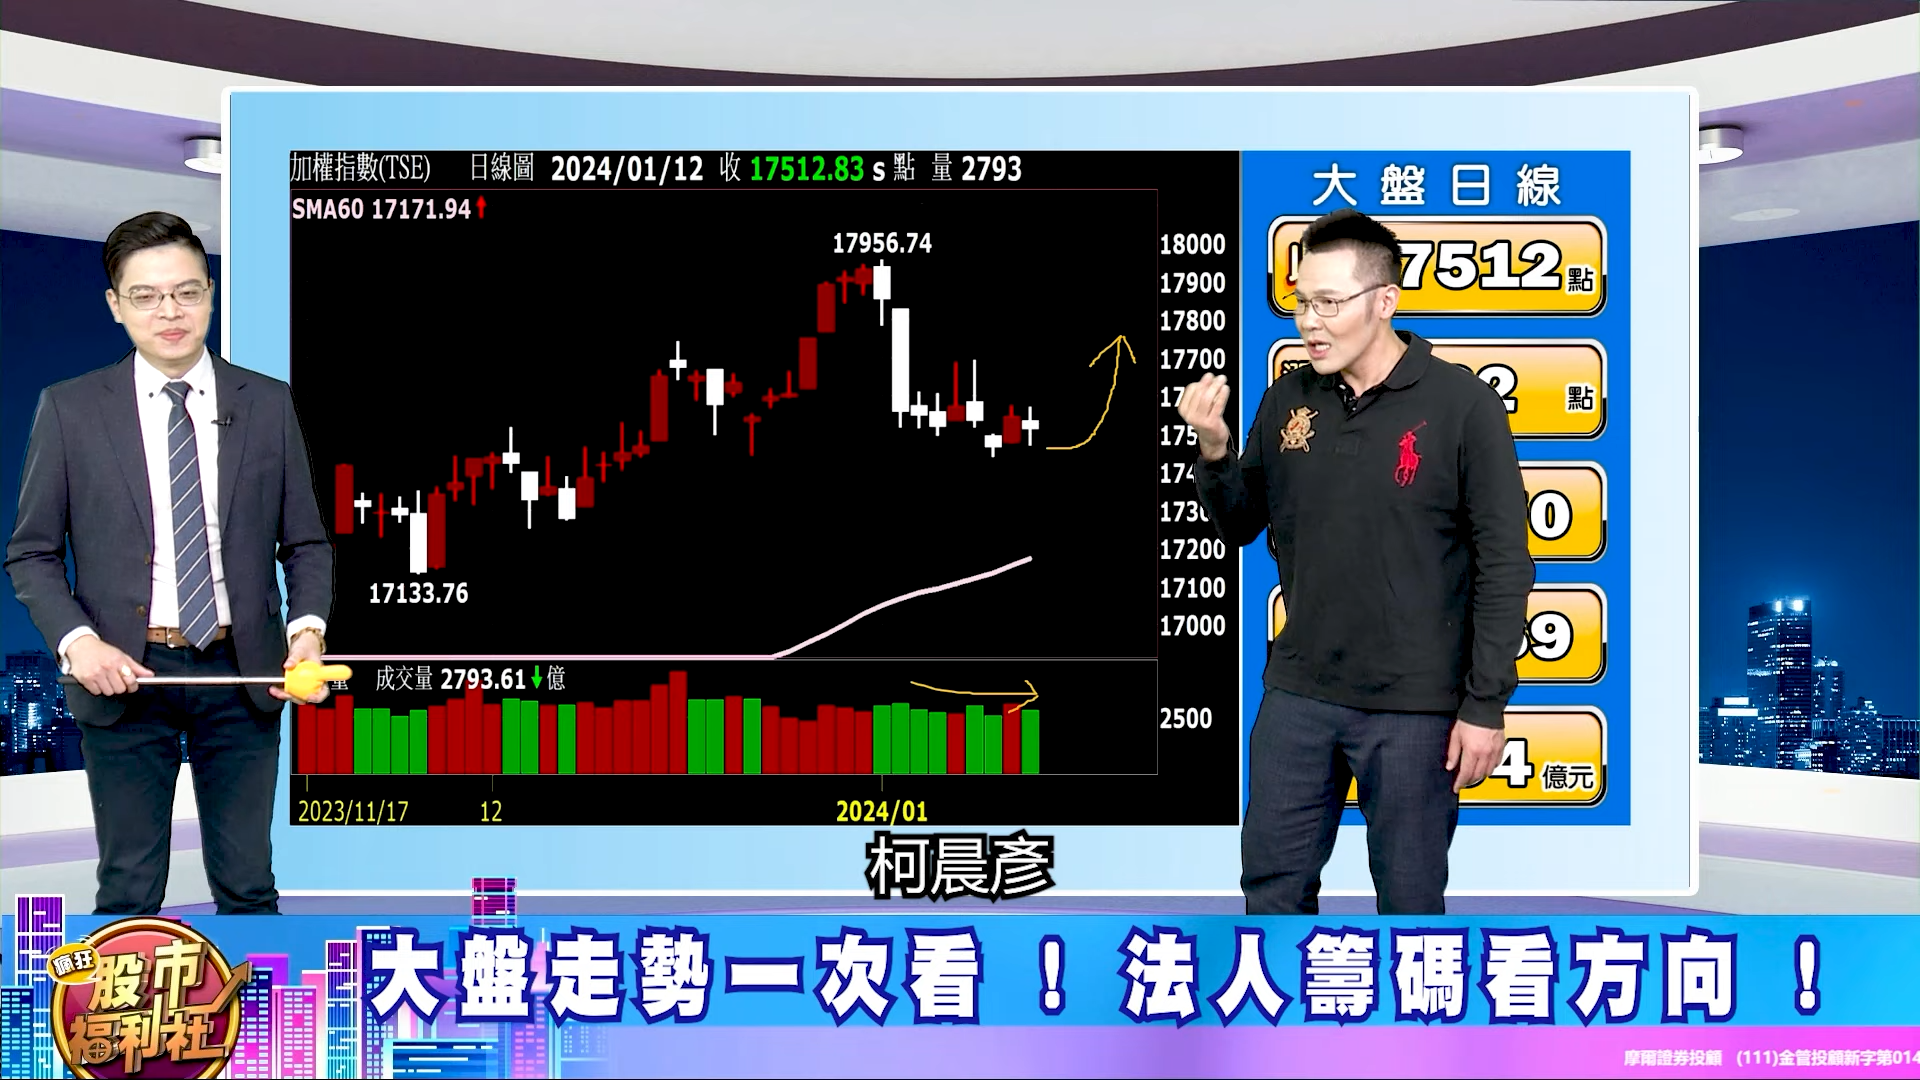 加權指數(TSE) 日線圖 2024/01/12 收 17512.83 s 點 量 2793
SMA60 17171.94
17956.74
17133.76
18000
17900
17800
17700
17200
17100
17000
成交量 2793.61 億
2500
2023/11/17 12 2024/01
大盤日線
7512 點
點
0
69
4 億元
柯晨彥
大盤走勢一次看！法人籌碼看方向！
瘋狂
股市
福利社
摩爾證券投顧 (111)金管投顧新字第014